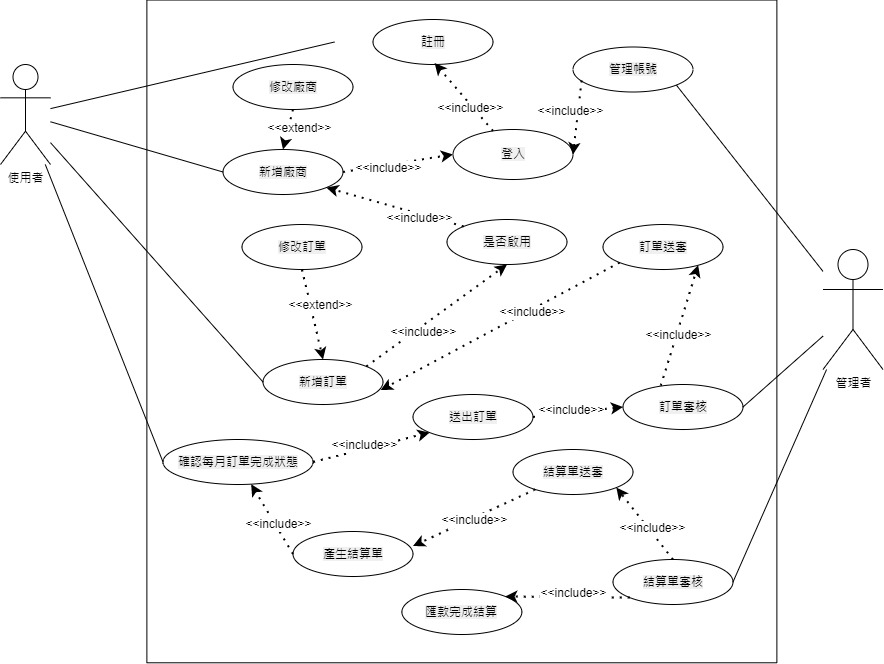 註冊
管理帳號
修改廠商
<<include>>
<<include>>
<<extend>>
登入
新增廠商
<<include>>
使用者
<<include>>
修改訂單
是否啟用
訂單送審
<<extend>>
<<include>>
<<include>>
<<include>>
新增訂單
管理者
訂單審核
送出訂單
<<include>>
<<include>>
確認每月訂單完成狀態
結算單送審
<<include>>
<<include>>
<<include>>
產生結算單
結算單審核
<<include>>
匯款完成結算